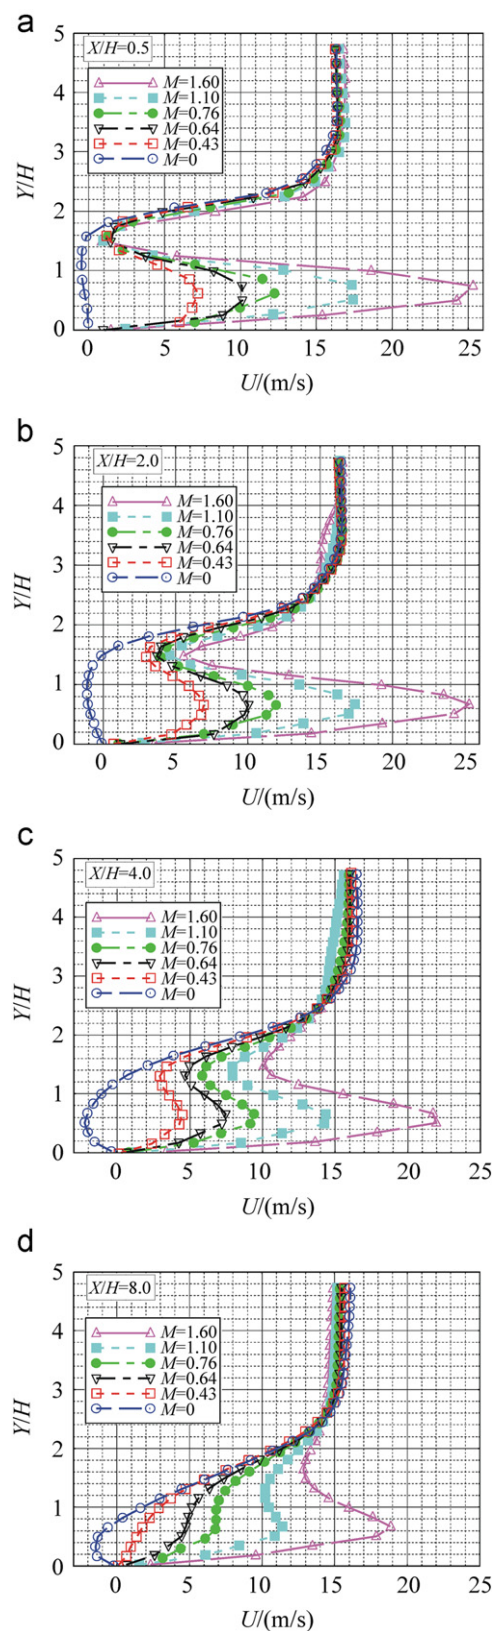 a
X/H=0.5
M=1.60
M=1.10
M=0.76
M=0.64
M=0.43
M=0
Y/H
5
4
3
2
1
0
0 5 10 15 20 25
U/(m/s)
b
X/H=2.0
M=1.60
M=1.10
M=0.76
M=0.64
M=0.43
M=0
Y/H
5
4
3
2
1
0
0 5 10 15 20 25
U/(m/s)
c
X/H=4.0
M=1.60
M=1.10
M=0.76
M=0.64
M=0.43
M=0
Y/H
5
4
3
2
1
0
0 5 10 15 20 25
U/(m/s)
d
X/H=8.0
M=1.60
M=1.10
M=0.76
M=0.64
M=0.43
M=0
Y/H
5
4
3
2
1
0
0 5 10 15 20 25
U/(m/s)